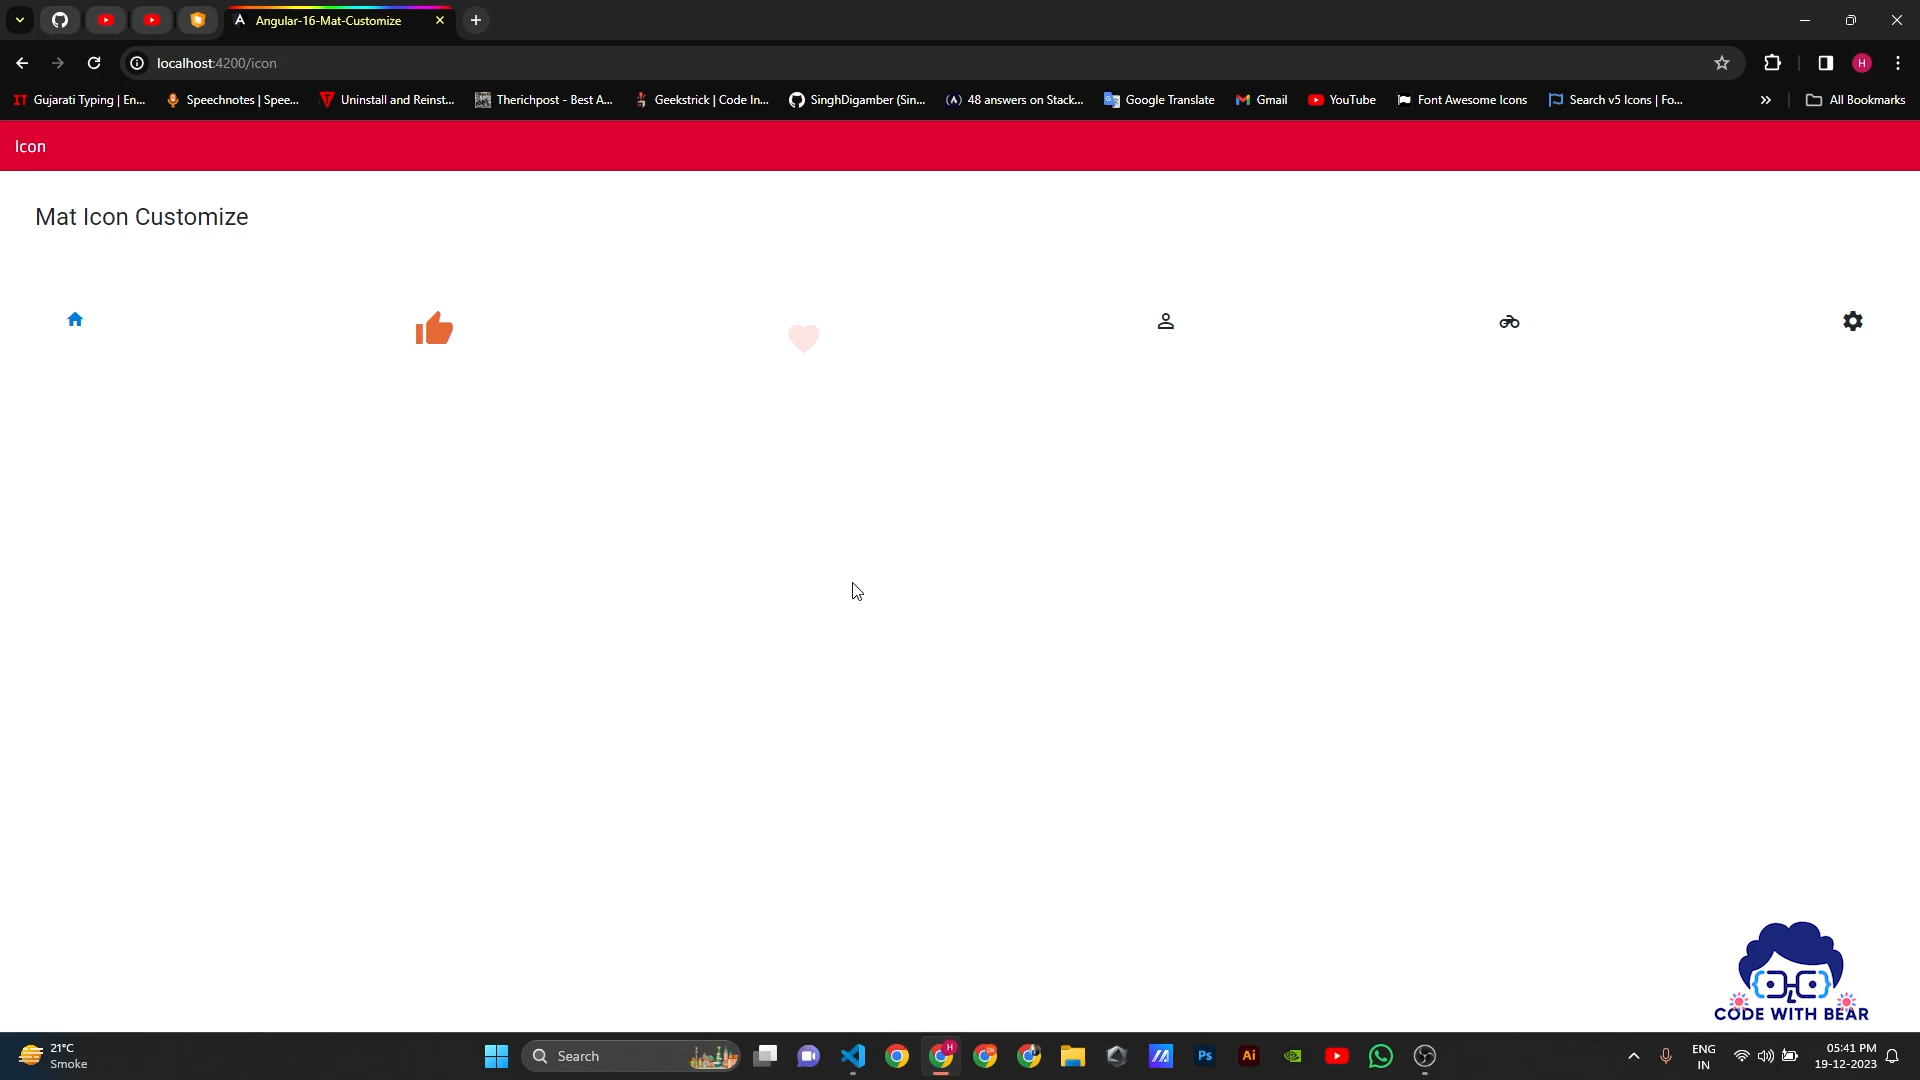 Angular-16-Mat-Customize
localhost:4200/icon
Gujarati Typing | En...
Speechnotes | Spee...
Uninstall and Reinst...
Therichpost - Best A...
Geekstrick | Code In...
SinghDigamber (Sin...
48 answers on Stack...
Google Translate
Gmail
YouTube
Font Awesome Icons
Search v5 Icons | Fo...
All Bookmarks
Icon
Mat Icon Customize
CODE WITH BEAR
21°C
Smoke
Search
ENG
IN
05:41 PM
19-12-2023